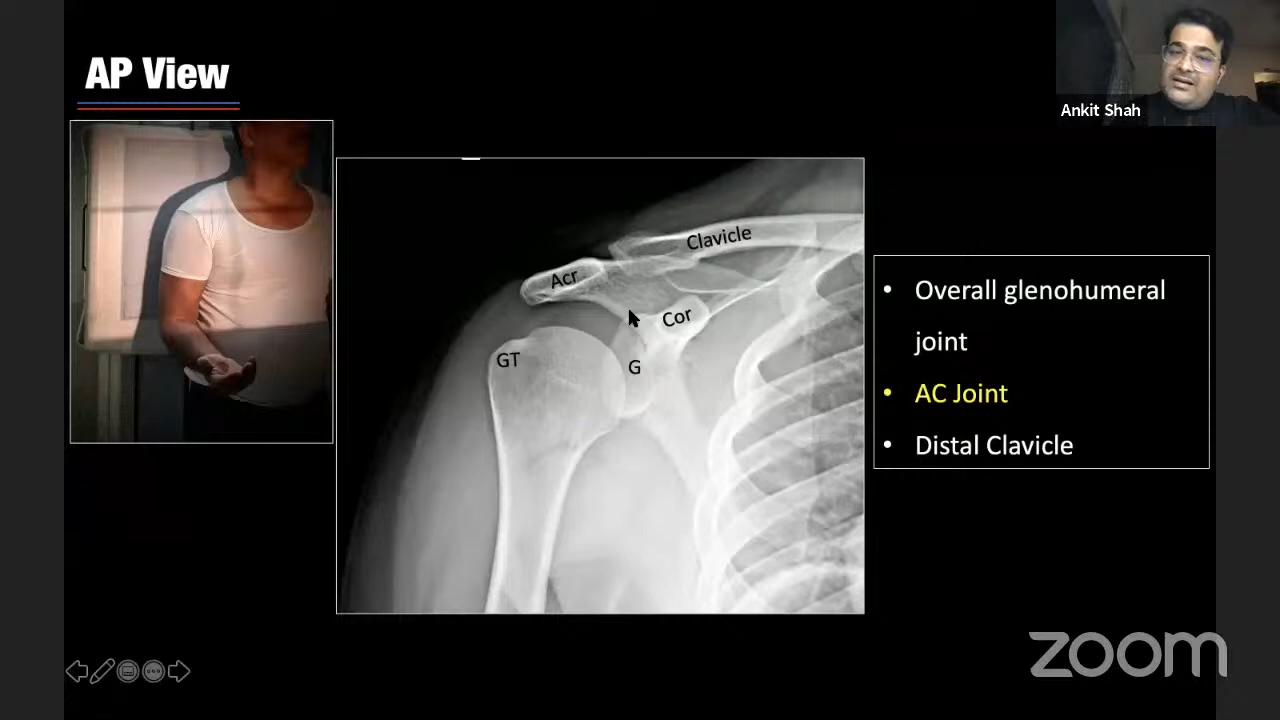 AP View
Ankit Shah
Clavicle
Acr
Cor
GT
G
• Overall glenohumeral
joint
• AC Joint
• Distal Clavicle
zoom